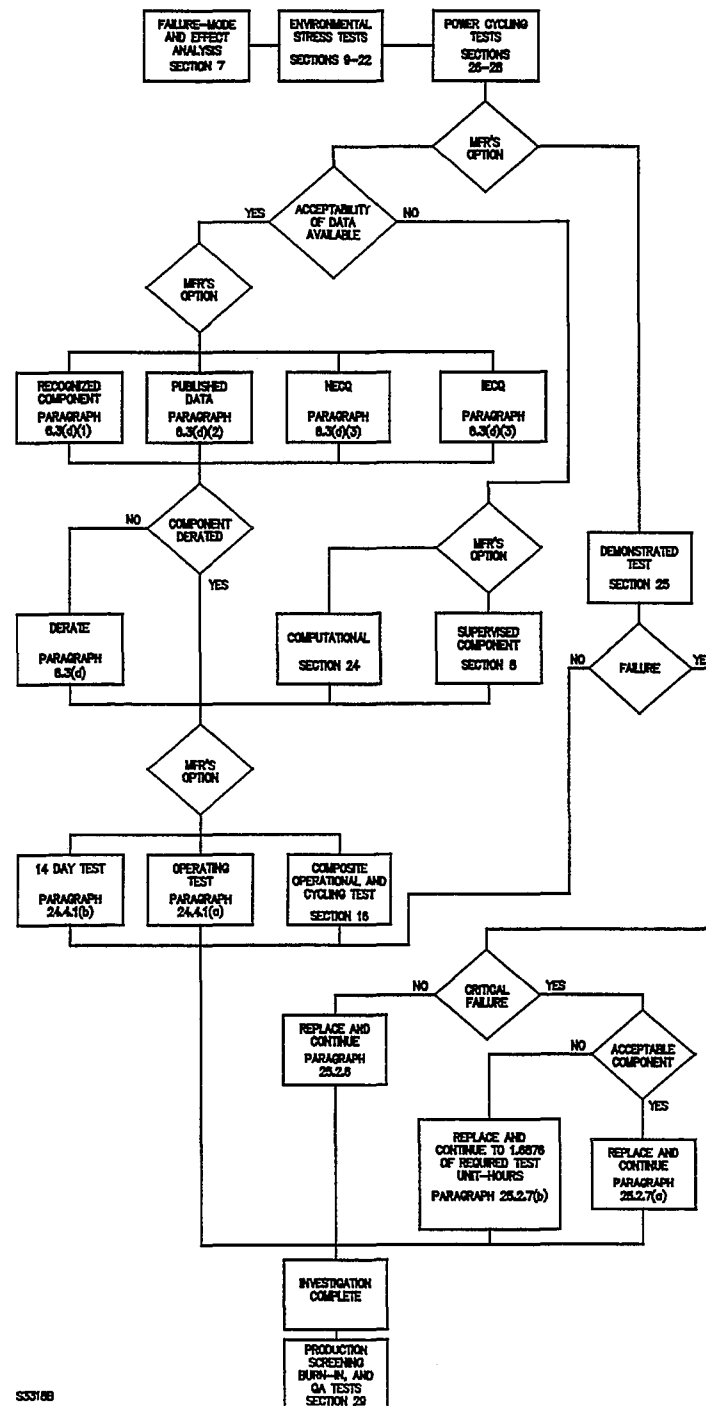 FAILURE-MODE
AND EFFECT
ANALYSIS
SECTION 7
ENVIRONMENTAL
STRESS TESTS
SECTIONS 9-22
POWER CYCLING
TESTS
SECTIONS
26-28
MFR'S
OPTION
ACCEPTABILITY
OF DATA
AVAILABLE
YES
NO
MFR'S
OPTION
RECOGNIZED
COMPONENT
PARAGRAPH
6.3(d)(1)
PUBLISHED
DATA
PARAGRAPH
6.3(d)(2)
NECQ
PARAGRAPH
6.3(d)(3)
IECQ
PARAGRAPH
6.3(d)(3)
NO
COMPONENT
DERATED
YES
MFR'S
OPTION
DEMONSTRATED
TEST
SECTION 25
DERATE
PARAGRAPH
6.3(d)
COMPUTATIONAL
SECTION 24
SUPERVISED
COMPONENT
SECTION 8
NO
FAILURE
YE
MFR'S
OPTION
14 DAY TEST
PARAGRAPH
24.4.1(b)
OPERATING
TEST
PARAGRAPH
24.4.1(a)
COMPOSITE
OPERATIONAL AND
CYCLING TEST
SECTION 16
NO
CRITICAL
FAILURE
YES
REPLACE AND
CONTINUE
PARAGRAPH
25.2.6
NO
ACCEPTABLE
COMPONENT
YES
REPLACE AND
CONTINUE TO 1.6876
OF REQUIRED TEST
UNIT-HOURS
PARAGRAPH 25.2.7(b)
REPLACE AND
CONTINUE
PARAGRAPH
25.2.7(a)
INVESTIGATION
COMPLETE
PRODUCTION
SCREENING
BURN-IN, AND
QA TESTS
SECTION 29
S3318B